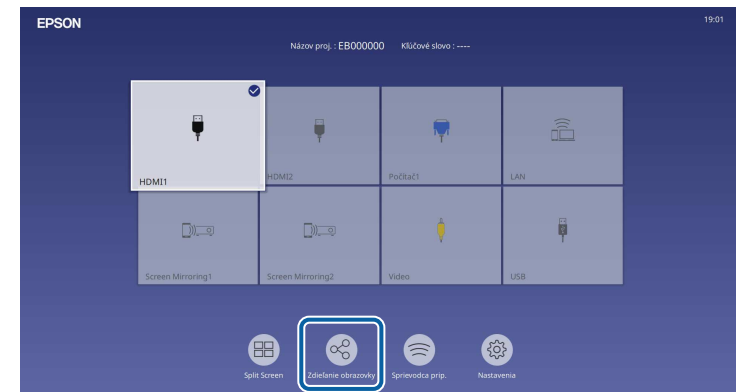 EPSON
19:01
Názov proj. : EB000000 Kľúčové slovo : ----
HDMI1
HDMI2
Počítač1
LAN
Screen Mirroring1
Screen Mirroring2
Video
USB
Split Screen
Zdieľanie obrazovky
Sprievodca prip.
Nastavenia